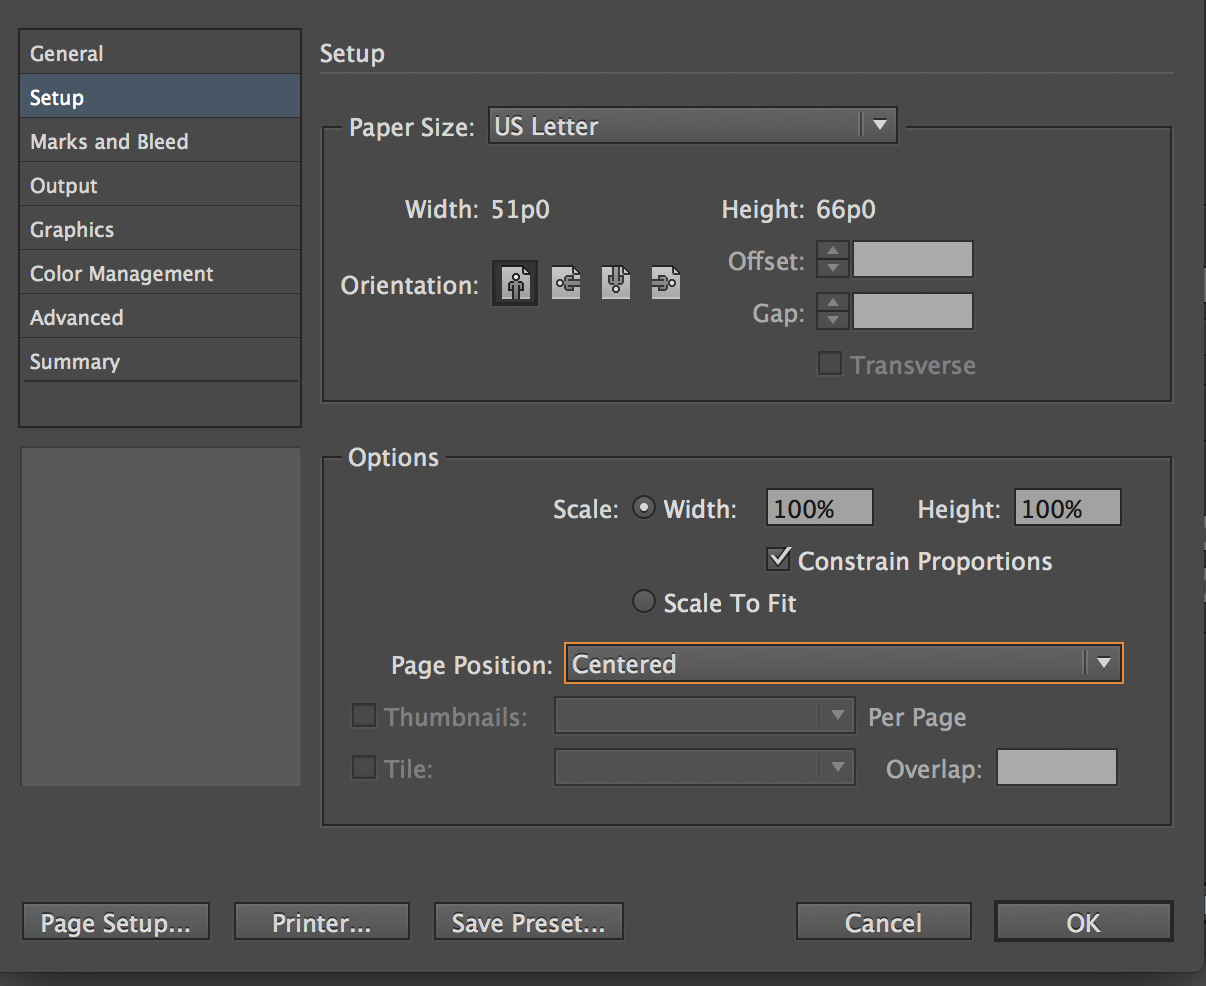 General
Setup
Marks and Bleed
Output
Graphics
Color Management
Advanced
Summary
Setup
Paper Size: US Letter
Width: 51p0 Height: 66p0
Orientation: Offset:
Gap:
Transverse
Options
Scale: Width: 100% Height: 100%
Constrain Proportions
Scale To Fit
Page Position: Centered
Thumbnails: Per Page
Tile: Overlap:
Page Setup... Printer... Save Preset... Cancel OK